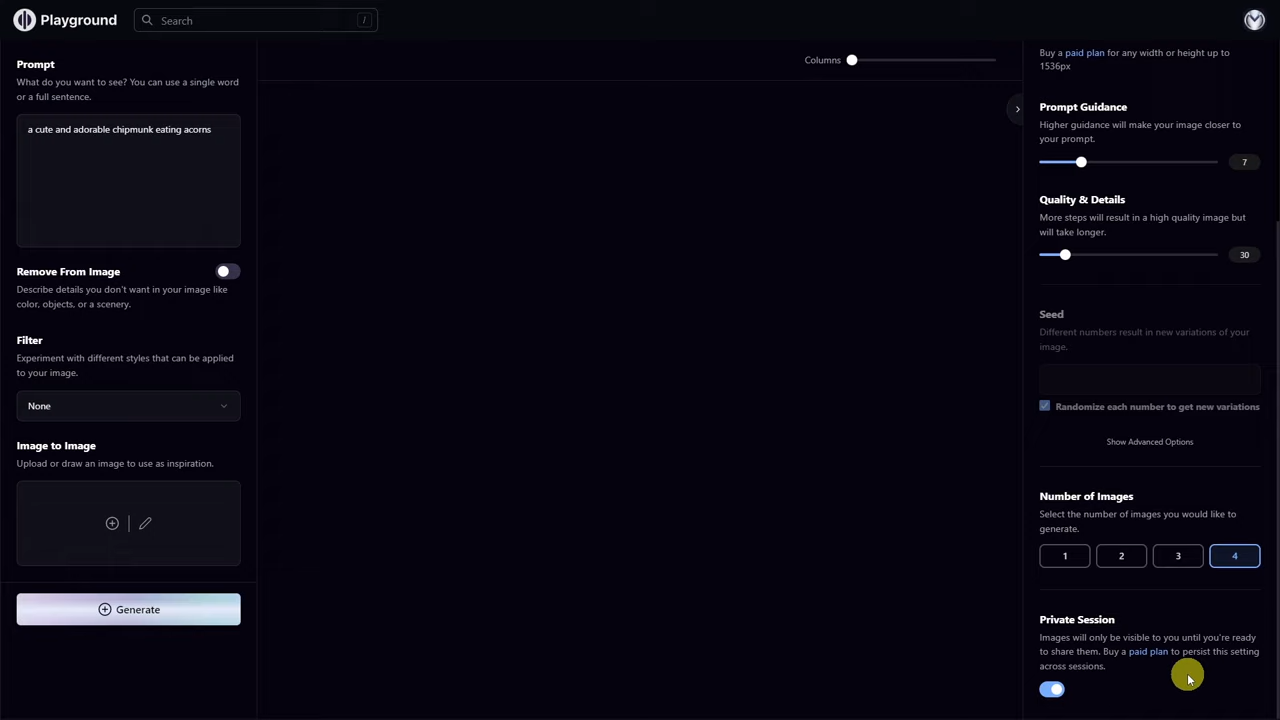 Playground
Search
/
Prompt
What do you want to see? You can use a single word
or a full sentence.
a cute and adorable chipmunk eating acorns
Remove From Image
Describe details you don't want in your image like
color, objects, or a scenery.
Filter
Experiment with different styles that can be applied
to your image.
None
Image to Image
Upload or draw an image to use as inspiration.
Generate
Columns
Buy a paid plan for any width or height up to
1536px
Prompt Guidance
Higher guidance will make your image closer to
your prompt.
7
Quality & Details
More steps will result in a high quality image but
will take longer.
30
Seed
Different numbers result in new variations of your
image.
Randomize each number to get new variations
Show Advanced Options
Number of Images
Select the number of images you would like to
generate.
1 2 3 4
Private Session
Images will only be visible to you until you're ready
to share them. Buy a paid plan to persist this setting
across sessions.